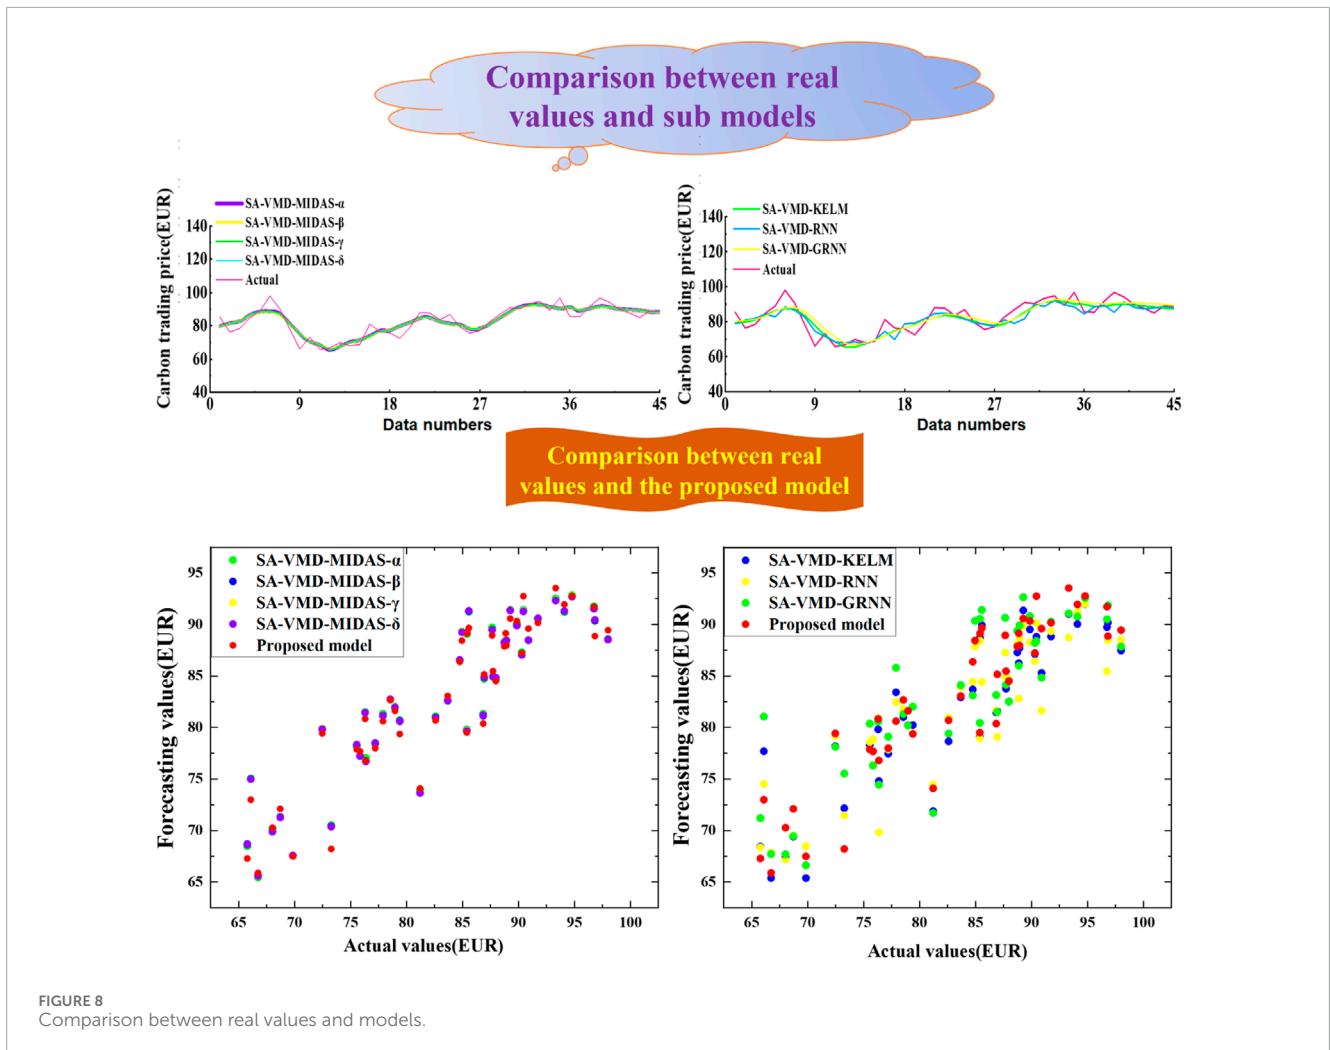 Comparison between real
values and sub models
Carbon trading price(EUR)
SA-VMD-MIDAS-α
SA-VMD-MIDAS-β
SA-VMD-MIDAS-γ
SA-VMD-MIDAS-δ
Actual
140
120
100
80
60
40
0
9
18
27
36
45
Data numbers
Carbon trading price(EUR)
SA-VMD-KELM
SA-VMD-RNN
SA-VMD-GRNN
Actual
140
120
100
80
60
40
0
9
18
27
36
45
Data numbers
Comparison between real
values and the proposed model
Forecasting values(EUR)
SA-VMD-MIDAS-α
SA-VMD-MIDAS-β
SA-VMD-MIDAS-γ
SA-VMD-MIDAS-δ
Proposed model
95
90
85
80
75
70
65
65
70
75
80
85
90
95
100
Actual values(EUR)
Forecasting values(EUR)
SA-VMD-KELM
SA-VMD-RNN
SA-VMD-GRNN
Proposed model
95
90
85
80
75
70
65
65
70
75
80
85
90
95
100
Actual values(EUR)
FIGURE 8
Comparison between real values and models.